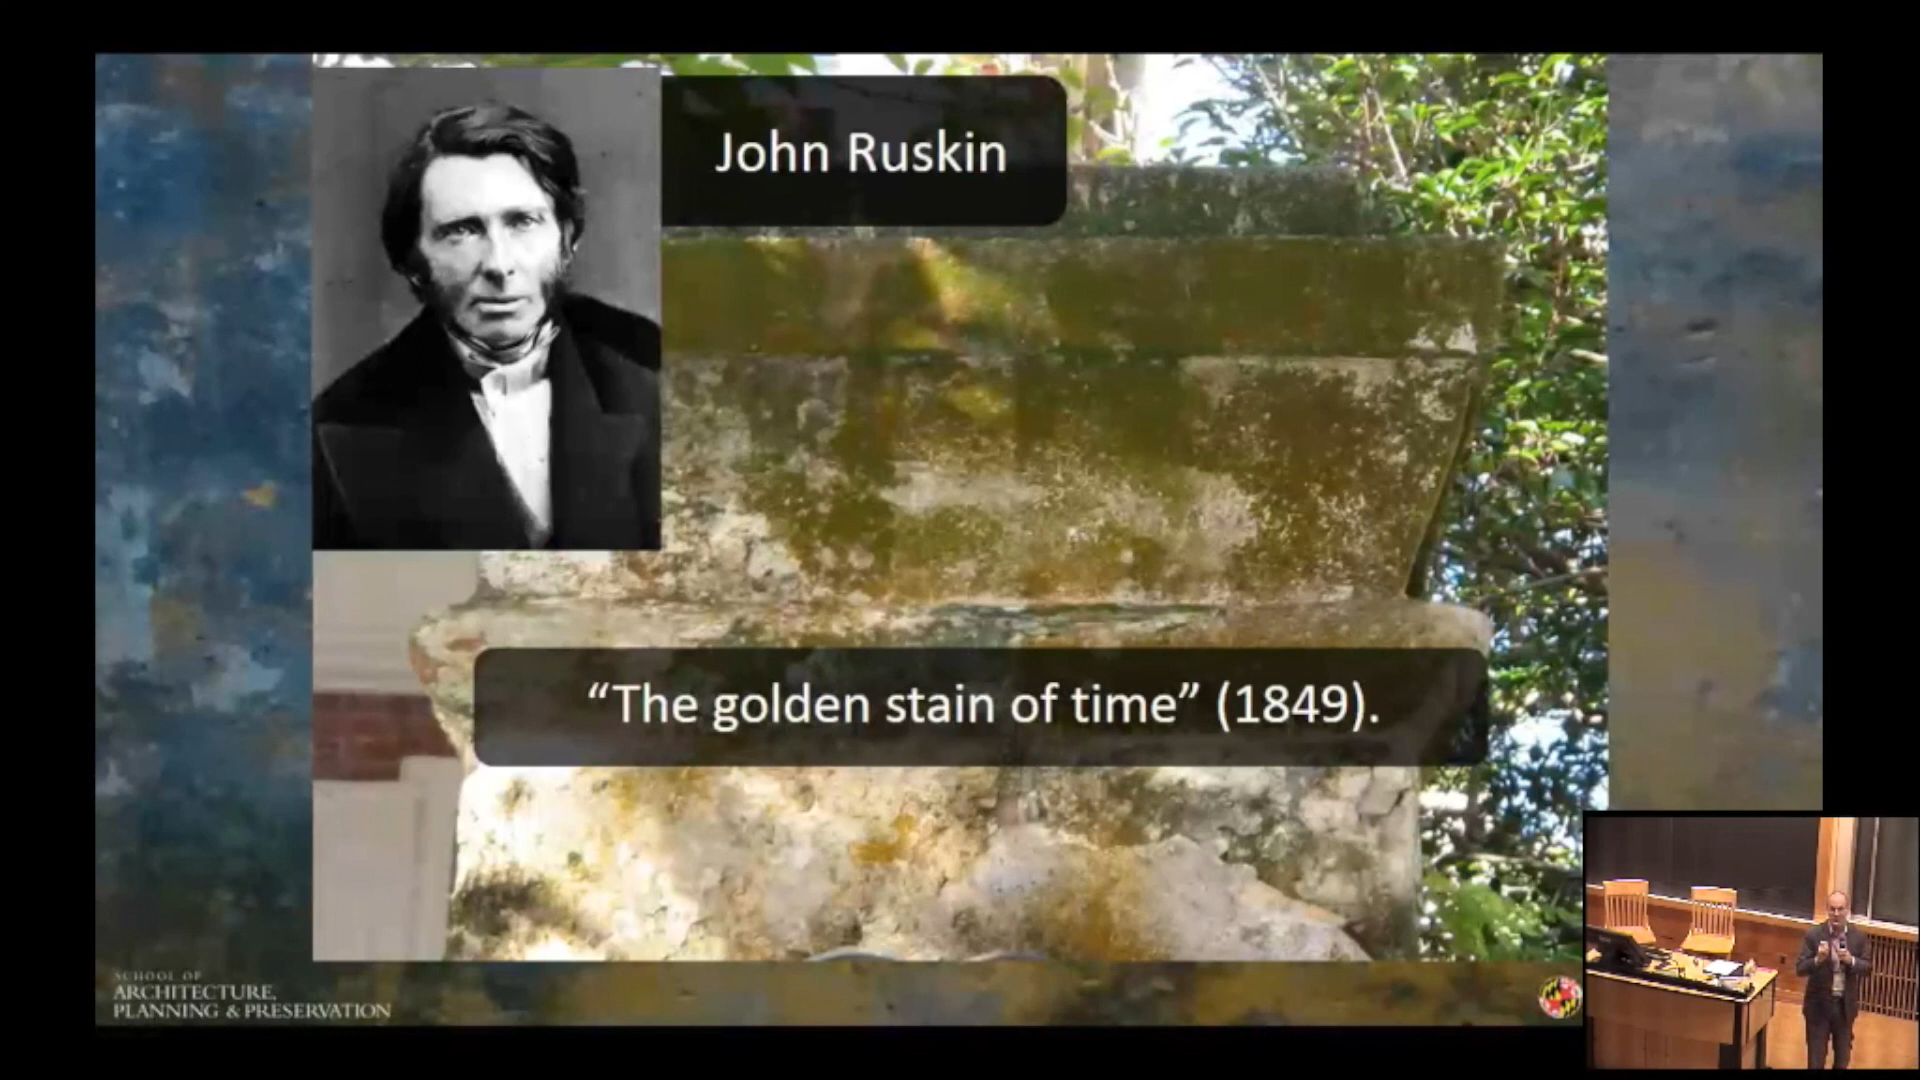 John Ruskin
“The golden stain of time” (1849).
SCHOOL OF
ARCHITECTURE,
PLANNING & PRESERVATION